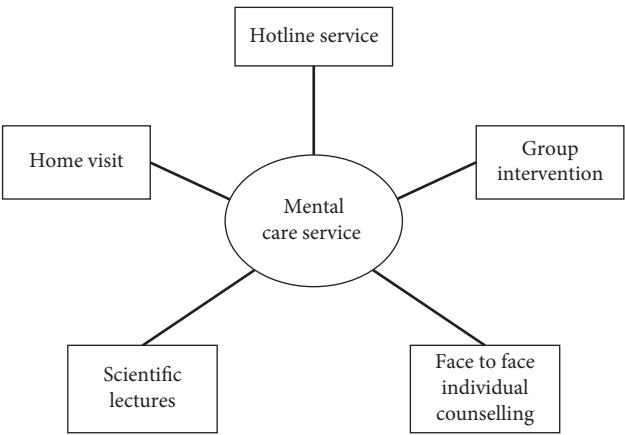 Hotline service
Home visit
Group
intervention
Mental
care service
Scientific
lectures
Face to face
individual
counselling